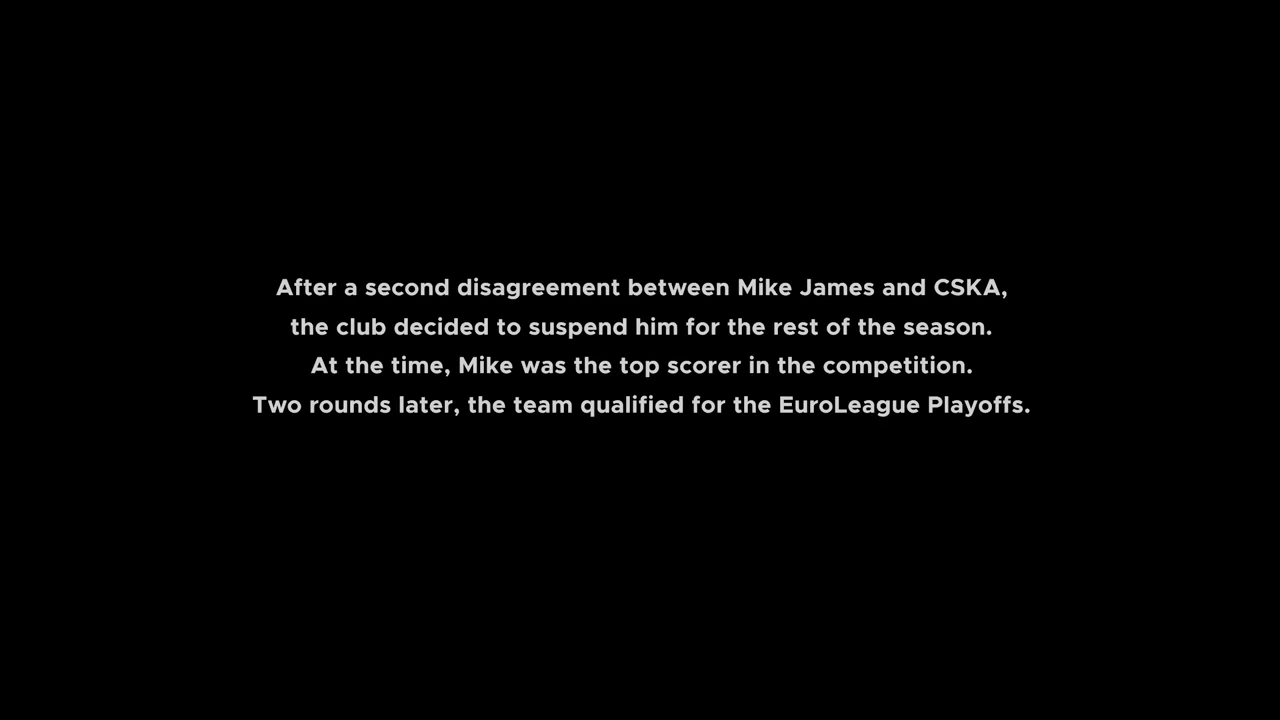 After a second disagreement between Mike James and CSKA,
the club decided to suspend him for the rest of the season.
At the time, Mike was the top scorer in the competition.
Two rounds later, the team qualified for the EuroLeague Playoffs.